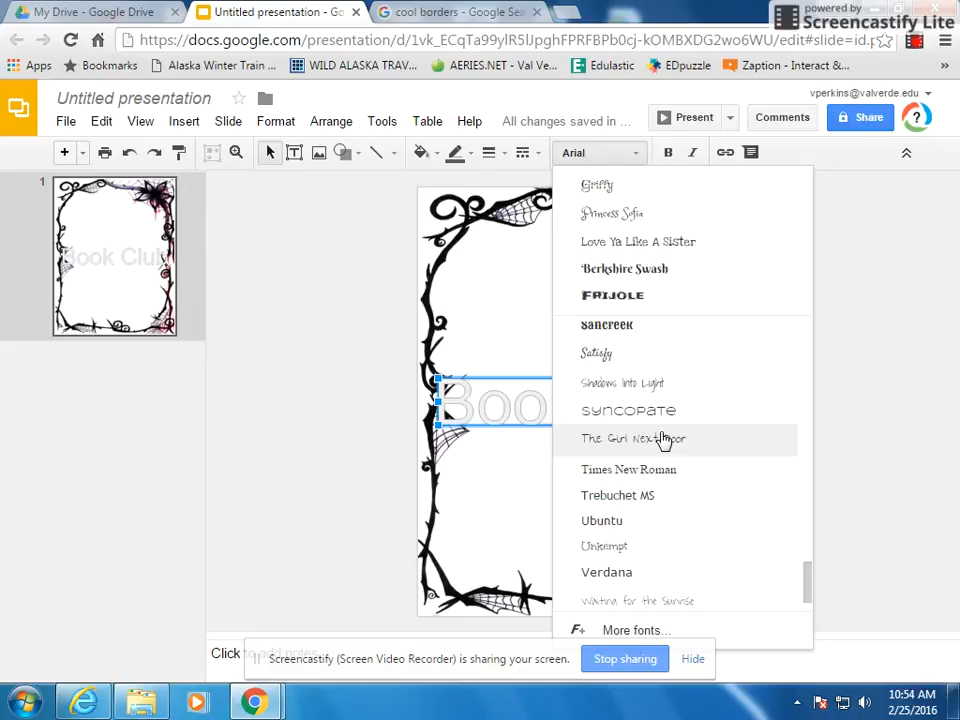 My Drive - Google Drive
Untitled presentation - Go
cool borders - Google Sea
powered by
Screencastify Lite
https://docs.google.com/presentation/d/1vk_ECqTa99ylR5lJpghFPRFBPb0cj-kOMBXDG2wo6WU/edit#slide=id.p
Apps
Bookmarks
Alaska Winter Train ...
WILD ALASKA TRAV...
AERIES.NET - Val Ve...
Edulastic
EDpuzzle
Zaption - Interact &...
»
Untitled presentation
vperkins@valverde.edu
File Edit View Insert Slide Format Arrange Tools Table Help
All changes saved in ...
Present
Comments
Share
Arial
B I
1
Book Club
Boo
Griffy
Princess Sofia
Love Ya Like A Sister
Berkshire Swash
FRIJOLE
Sancreek
Satisfy
Shadows Into Light
SYNCOPATE
The Girl Next Door
Times New Roman
Trebuchet MS
Ubuntu
Unkempt
Verdana
Waiting for the Sunrise
F+ More fonts...
Click to add notes
Screencastify (Screen Video Recorder) is sharing your screen.
Stop sharing
Hide
10:54 AM
2/25/2016